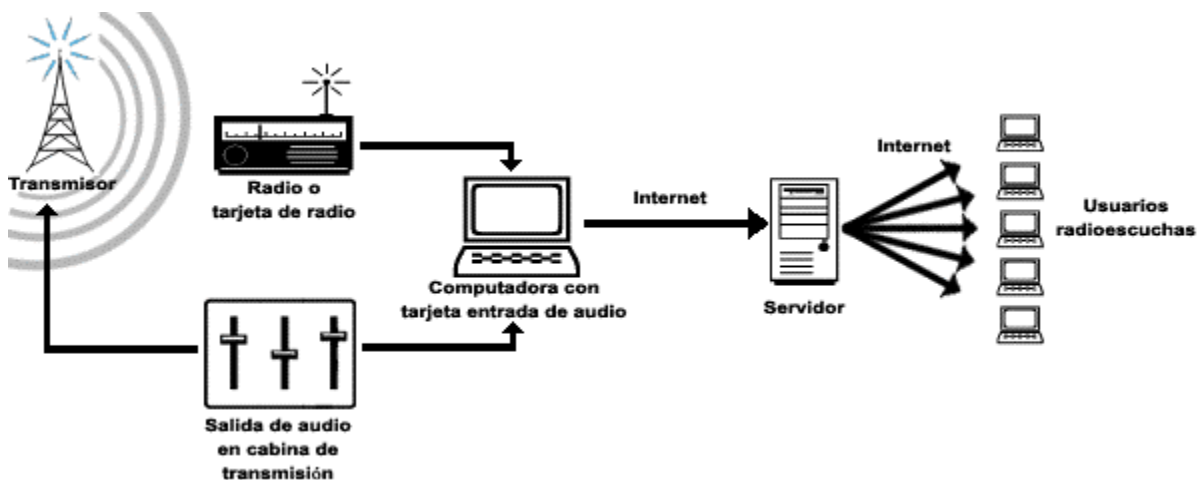 Transmisor
Radio o
tarjeta de radio
Computadora con
tarjeta entrada de audio
Salida de audio
en cabina de
transmisión
Internet
Servidor
Internet
Usuarios
radioescuchas